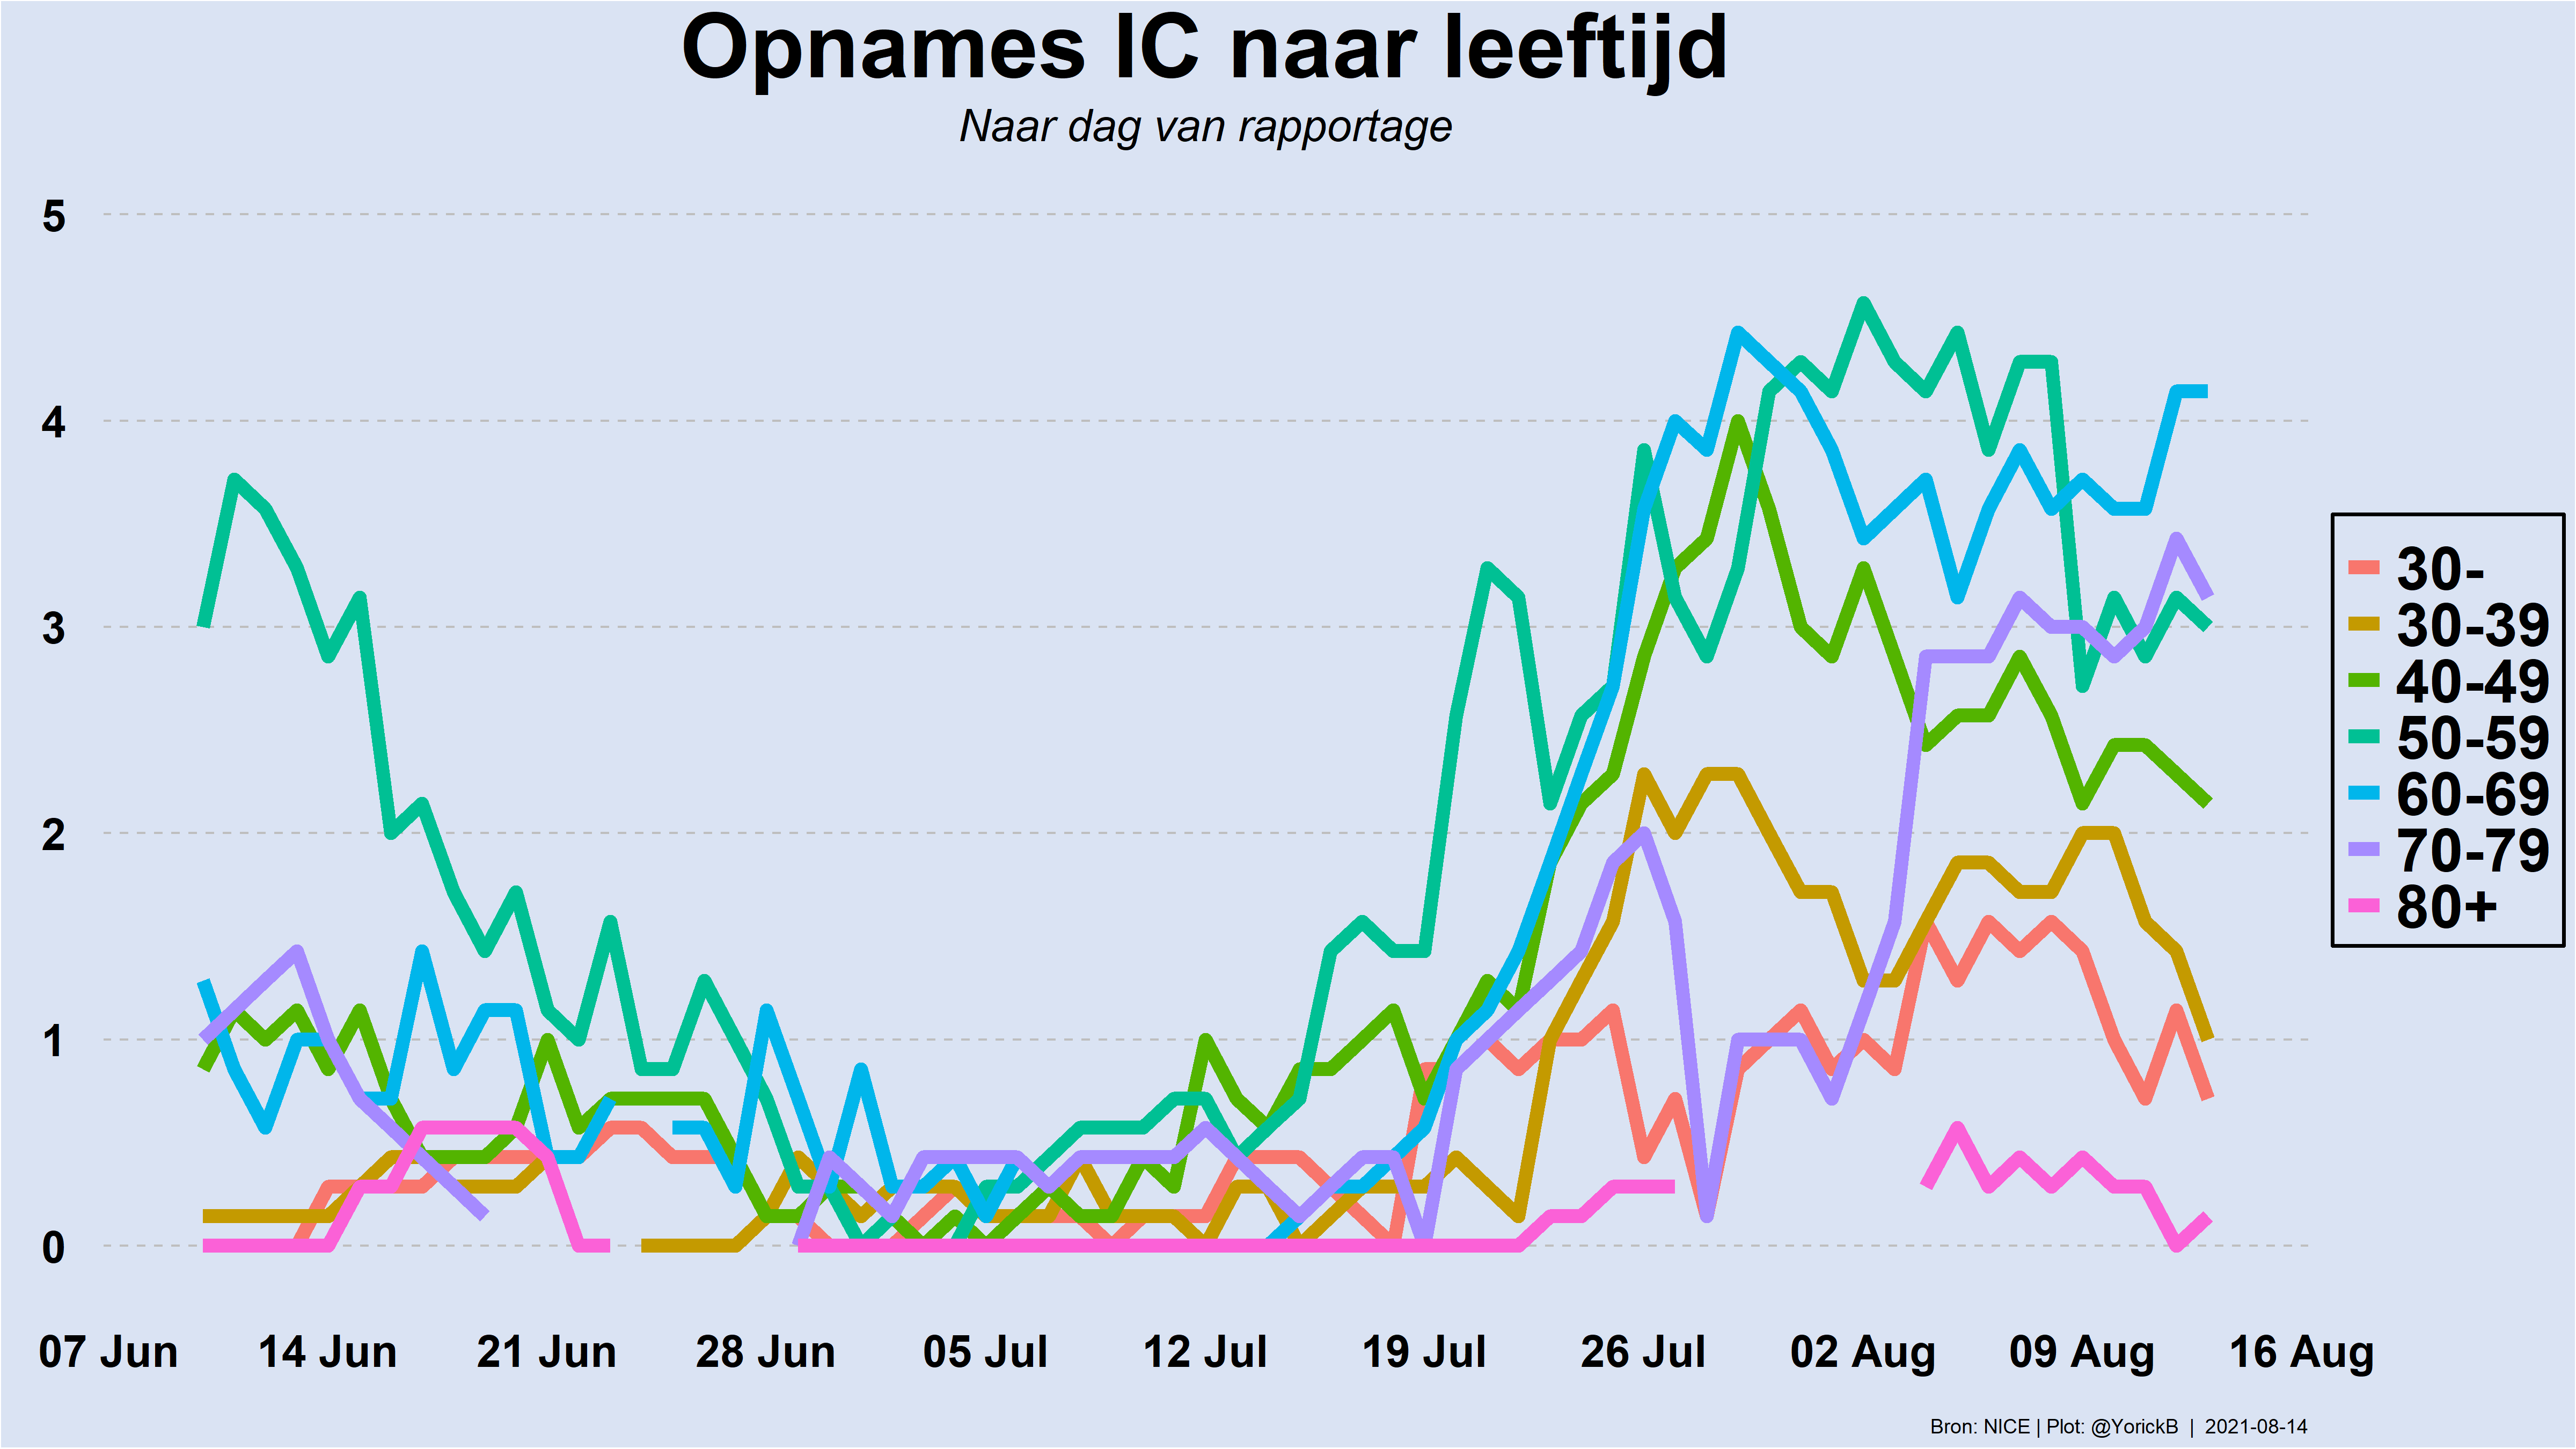 Opnames IC naar leeftijd
Naar dag van rapportage
5
4
3
2
1
0
30-
30-39
40-49
50-59
60-69
70-79
80+
07 Jun
14 Jun
21 Jun
28 Jun
05 Jul
12 Jul
19 Jul
26 Jul
02 Aug
09 Aug
16 Aug
Bron: NICE | Plot: @YorickB | 2021-08-14